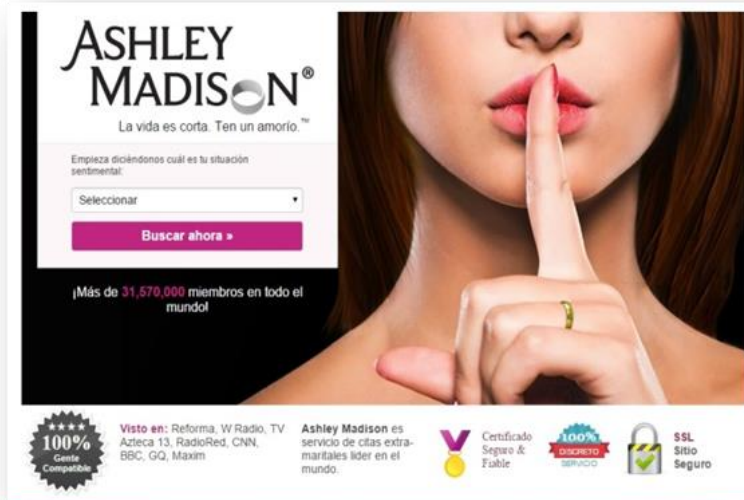 ASHLEY
MADISON®
La vida es corta. Ten un amorío.™
Empieza diciéndonos cuál es tu situación
sentimental:
Seleccionar
Buscar ahora »
¡Más de 31,570,000 miembros en todo el
mundo!
100%
Gente
Compatible
Visto en: Reforma, W Radio, TV
Azteca 13, RadioRed, CNN,
BBC, GQ, Maxim
Ashley Madison es
servicio de citas extra-
maritales lider en el
mundo.
Certificado
Seguro &
Fiable
100%
DISCRETO
SERVICIO
SSL
Sitio
Seguro